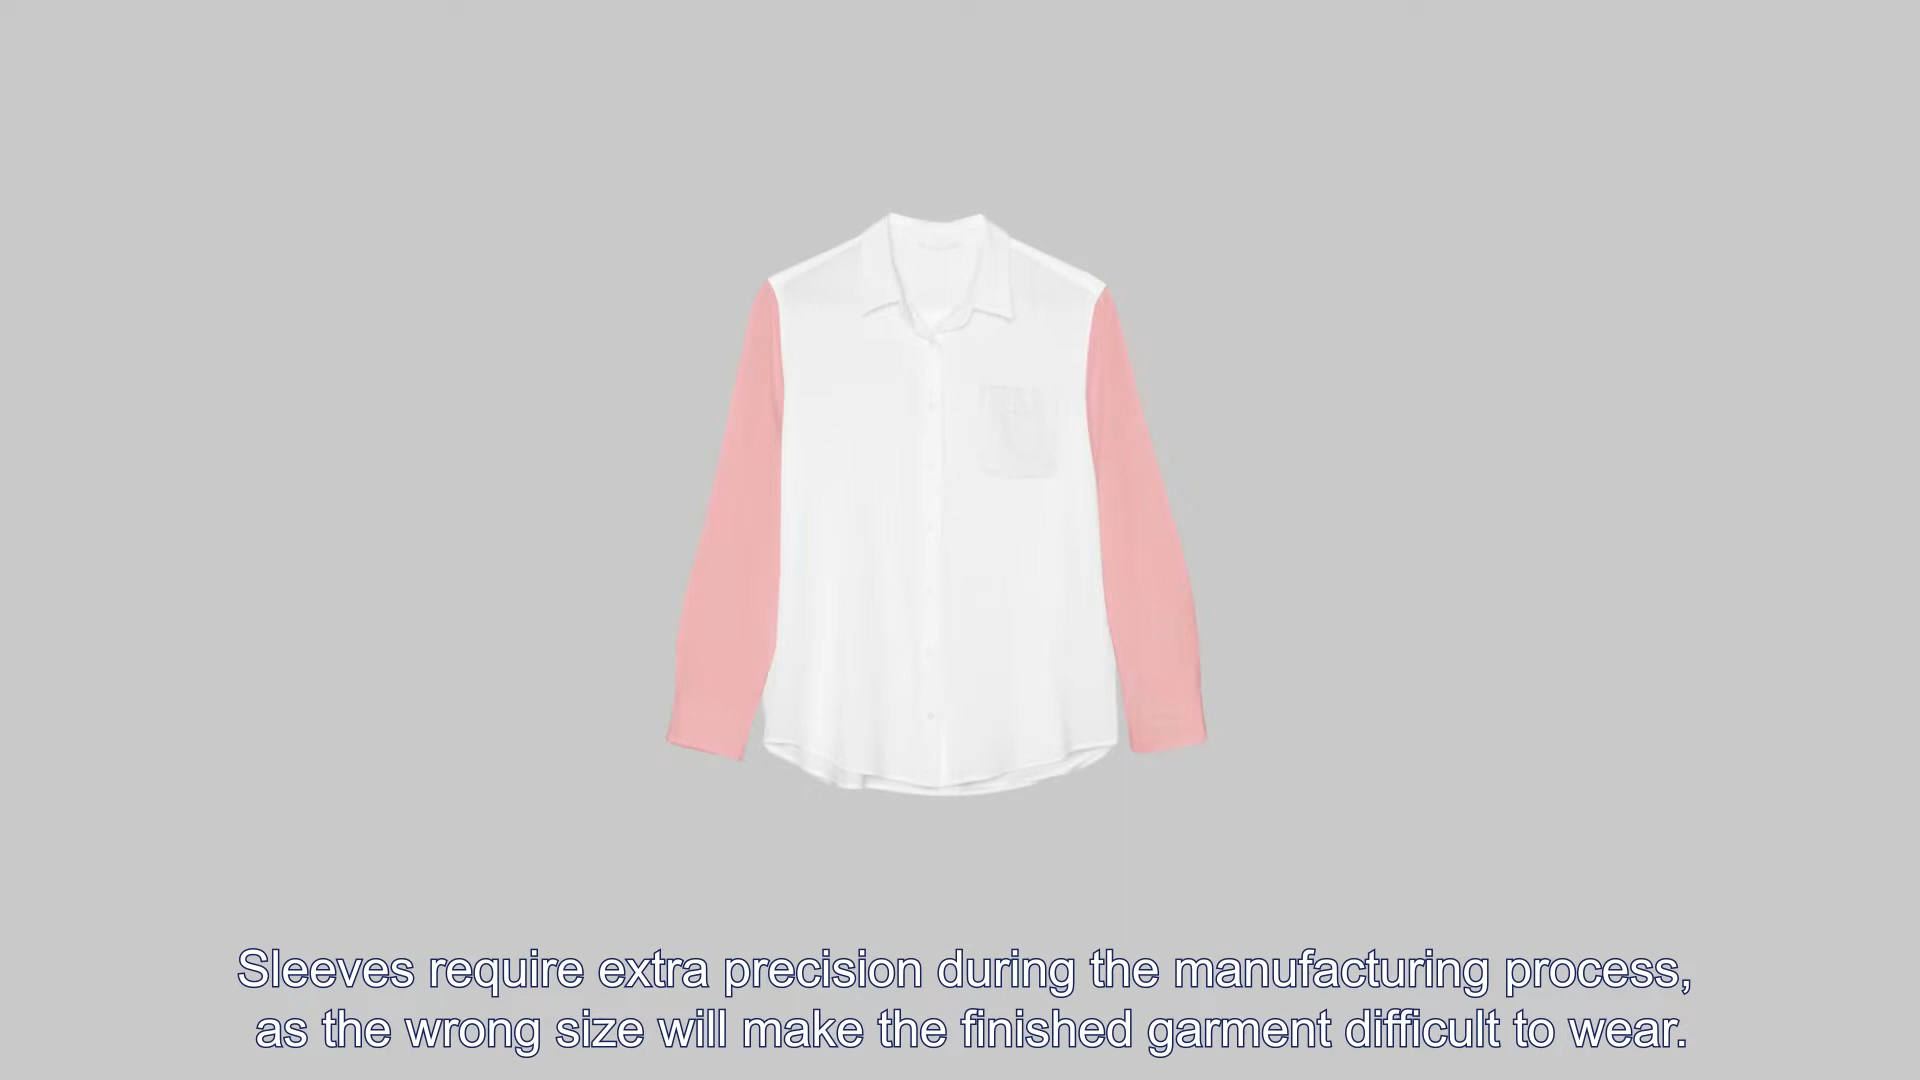 Sleeves require extra precision during the manufacturing process,
as the wrong size will make the finished garment difficult to wear.